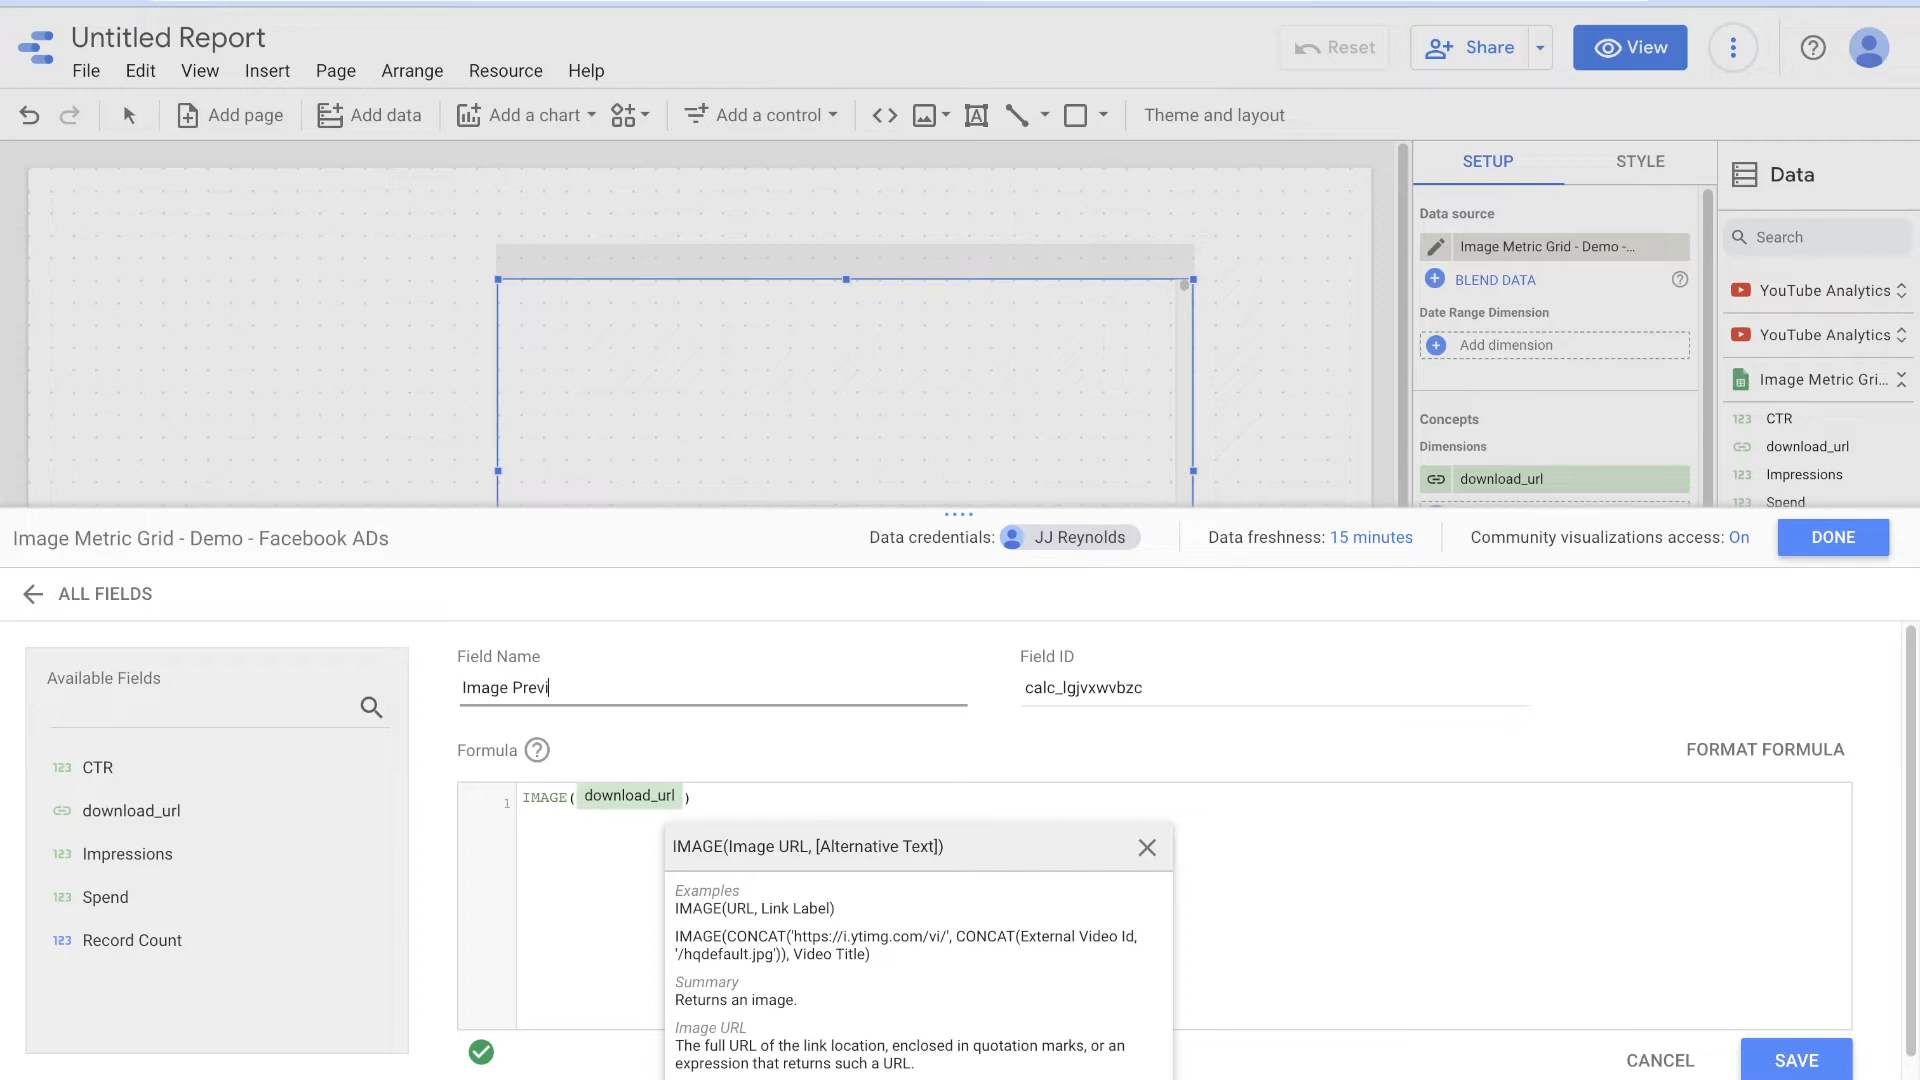 Untitled Report
File Edit View Insert Page Arrange Resource Help
Reset
Share
View
Add page
Add data
Add a chart
Add a control
Theme and layout
SETUP STYLE
Data source
Image Metric Grid - Demo -...
BLEND DATA
Date Range Dimension
Add dimension
Concepts
Dimensions
download_url
Data
Search
YouTube Analytics
YouTube Analytics
Image Metric Gri...
123 CTR
download_url
123 Impressions
123 Spend
Image Metric Grid - Demo - Facebook ADs
Data credentials: JJ Reynolds
Data freshness: 15 minutes
Community visualizations access: On
DONE
ALL FIELDS
Available Fields
123 CTR
download_url
123 Impressions
123 Spend
123 Record Count
Field Name
Image Previ
Field ID
calc_lgjvxwvbzc
Formula
FORMAT FORMULA
1 IMAGE( download_url )
IMAGE(Image URL, [Alternative Text])
Examples
IMAGE(URL, Link Label)
IMAGE(CONCAT('https://i.ytimg.com/vi/', CONCAT(External Video Id,
'/hqdefault.jpg')), Video Title)
Summary
Returns an image.
Image URL
The full URL of the link location, enclosed in quotation marks, or an
expression that returns such a URL.
CANCEL
SAVE